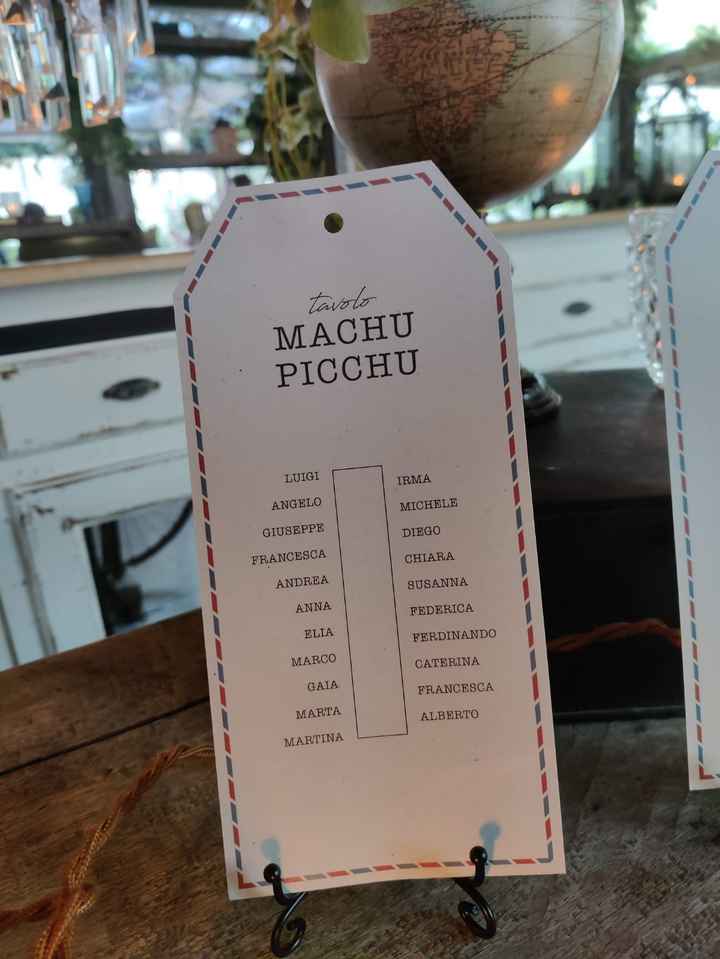 tavolo
MACHU
PICCHU
LUIGI
ANGELO
GIUSEPPE
FRANCESCA
ANDREA
ANNA
ELIA
MARCO
GAIA
MARTA
MARTINA
IRMA
MICHELE
DIEGO
CHIARA
SUSANNA
FEDERICA
FERDINANDO
CATERINA
FRANCESCA
ALBERTO